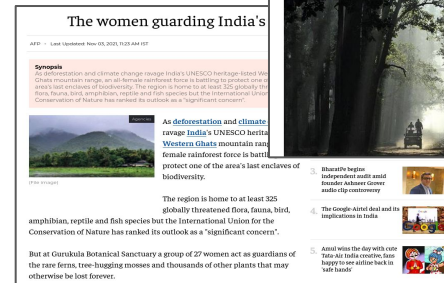 The women guarding India's
AFP • Last Updated: Nov 03, 2021, 11:23 AM IST
Synopsis
As deforestation and climate change ravage India's UNESCO heritage-listed We
Ghats mountain range, an all-female rainforest force is battling to protect one o
area's last enclaves of biodiversity. The region is home to at least 325 globally thr
flora, fauna, bird, amphibian, reptile and fish species but the International Union
Conservation of Nature has ranked its outlook as a "significant concern".
Agencies
(File image)
As deforestation and climate
ravage India's UNESCO herita
Western Ghats mountain rang
female rainforest force is battl
protect one of the area's last enclaves of
biodiversity.
The region is home to at least 325
globally threatened flora, fauna, bird,
amphibian, reptile and fish species but the International Union for the
Conservation of Nature has ranked its outlook as a "significant concern".
But at Gurukula Botanical Sanctuary a group of 27 women act as guardians of
the rare ferns, tree-hugging mosses and thousands of other plants that may
otherwise be lost forever.
3. BharatPe begins
independent audit amid
founder Ashneer Grover
audio clip controversy
4. The Google-Airtel deal and its
implications in India
5. Amul wins the day with cute
Tata-Air India creative, fans
happy to see airline back in
'safe hands'